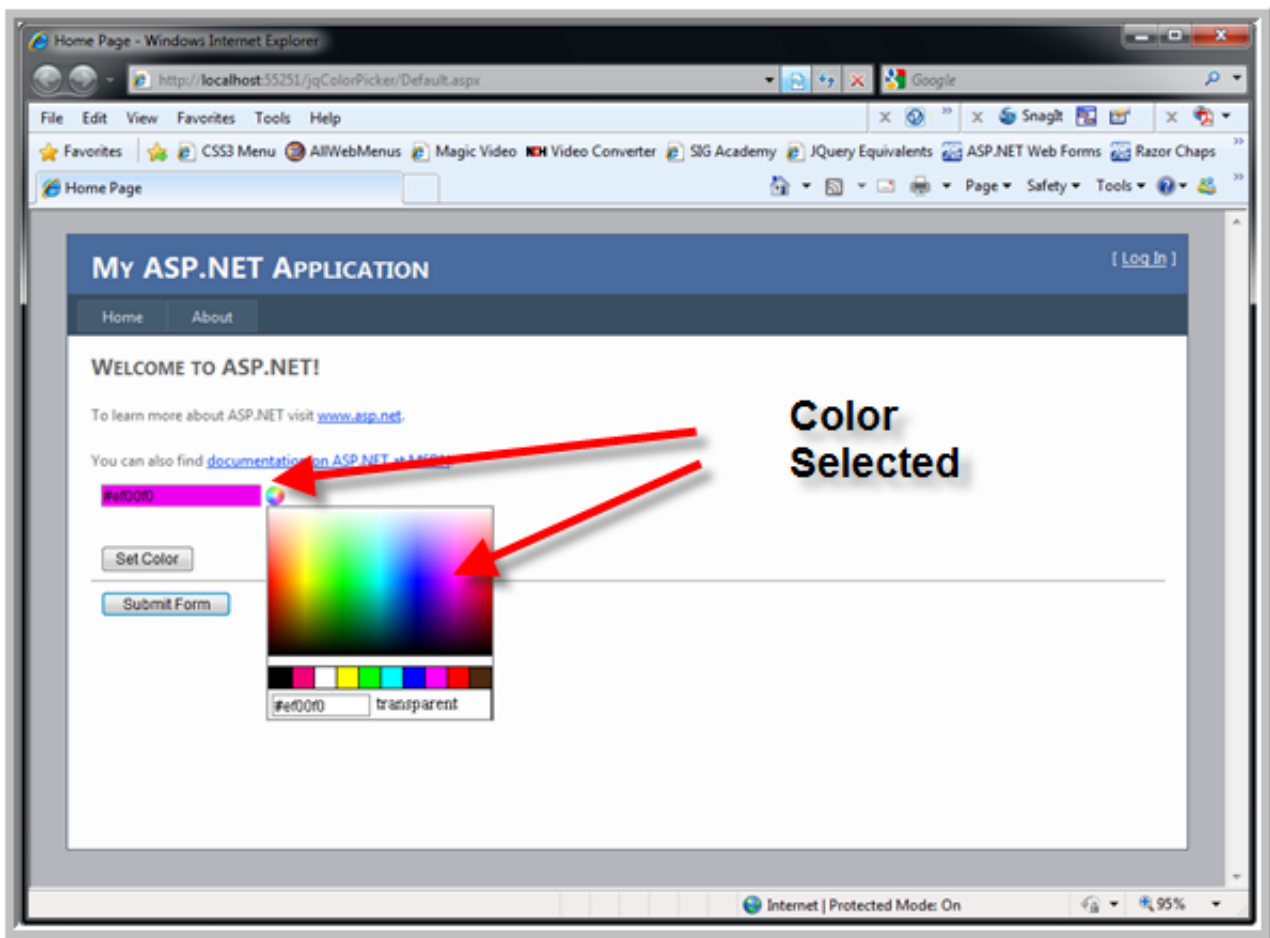 Home Page - Windows Internet Explorer
http://localhost:55251/jqColorPicker/Default.aspx Google
File Edit View Favorites Tools Help X » X SnagIt X
Favorites CSS3 Menu AllWebMenus Magic Video NCH Video Converter SIG Academy JQuery Equivalents ASP.NET Web Forms Razor Chaps »
Home Page Page Safety Tools »
My ASP.NET Application [ Log In ]
Home About
Welcome to ASP.NET!
To learn more about ASP.NET visit www.asp.net.
You can also find documentation on ASP.NET at MSDN.
Color
Selected
#ef00f0
Set Color
Submit Form
#ef00f0 transparent
Internet | Protected Mode: On 95%